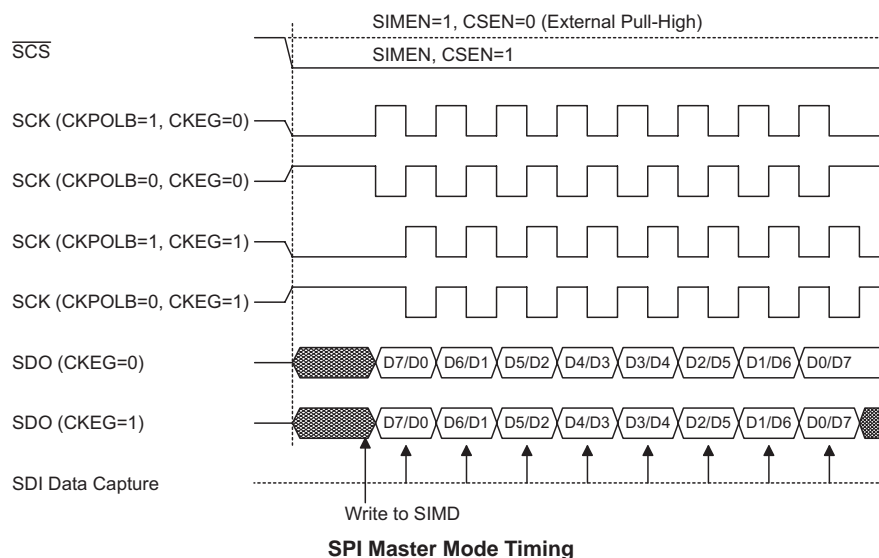 SIMEN=1, CSEN=0 (External Pull-High)
SCS
SIMEN, CSEN=1
SCK (CKPOLB=1, CKEG=0)
SCK (CKPOLB=0, CKEG=0)
SCK (CKPOLB=1, CKEG=1)
SCK (CKPOLB=0, CKEG=1)
SDO (CKEG=0) D7/D0 D6/D1 D5/D2 D4/D3 D3/D4 D2/D5 D1/D6 D0/D7
SDO (CKEG=1) D7/D0 D6/D1 D5/D2 D4/D3 D3/D4 D2/D5 D1/D6 D0/D7
SDI Data Capture
Write to SIMD
SPI Master Mode Timing